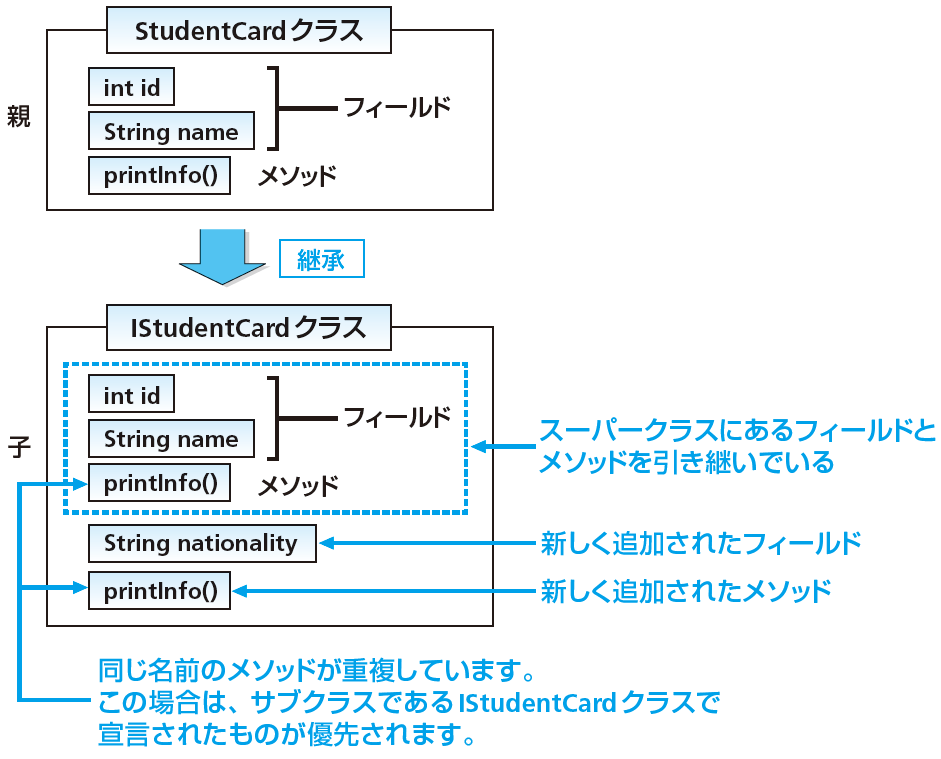 StudentCardクラス
親
int id
String name
フィールド
printInfo()
メソッド
継承
IStudentCardクラス
子
int id
String name
フィールド
printInfo()
メソッド
スーパークラスにあるフィールドと
メソッドを引き継いでいる
String nationality
新しく追加されたフィールド
printInfo()
新しく追加されたメソッド
同じ名前のメソッドが重複しています。
この場合は、サブクラスであるIStudentCardクラスで
宣言されたものが優先されます。